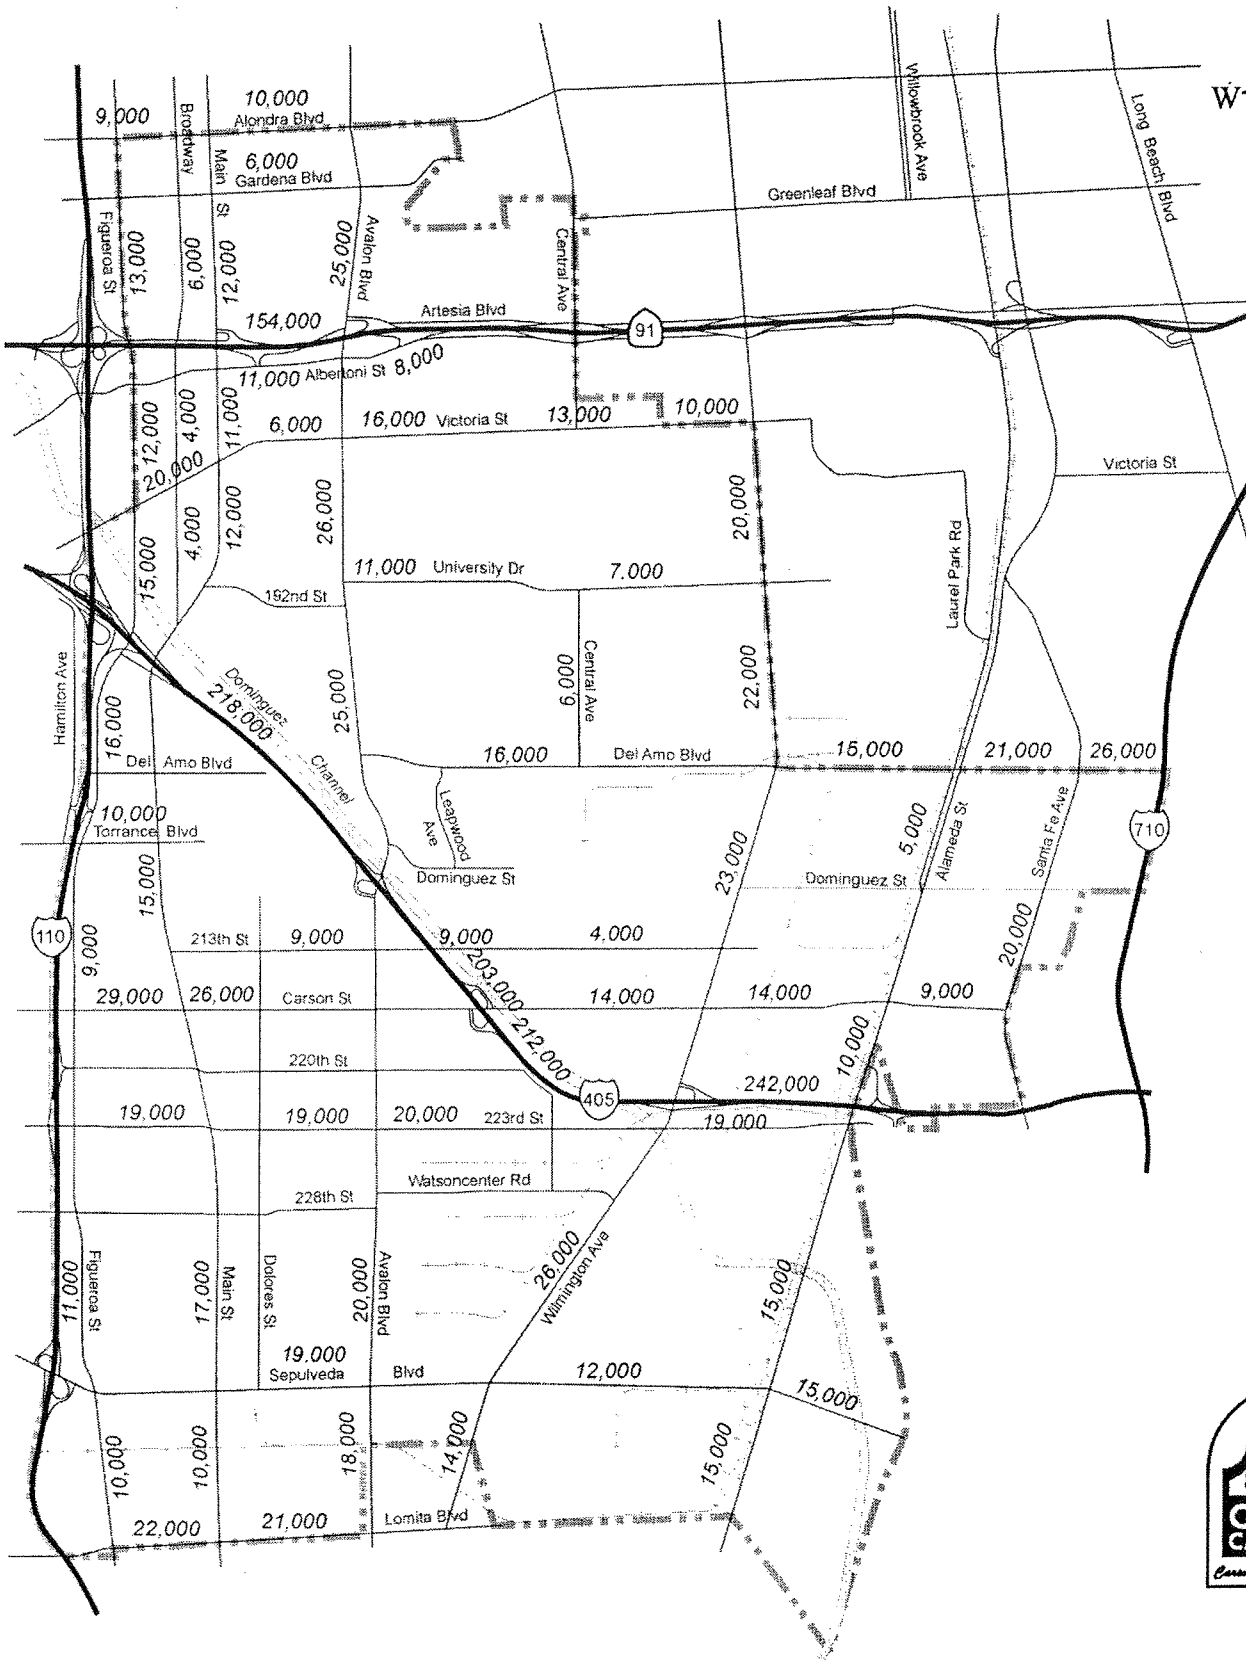 W
10,000
9,000
Alondra Blvd
Broadway
Willowbrook Ave
Long Beach Blvd
Main St
6,000
Gardena Blvd
Greenleaf Blvd
Figueroa St
13,000
9,000
12,000
25,000
Avalon Blvd
Central Ave
154,000
Artesia Blvd
91
11,000 Albertoni St 8,000
12,000
4,000
11,000
6,000
16,000 Victoria St 13,000 10,000
20,000
Victoria St
15,000
4,000
12,000
26,000
20,000
Laurel Park Rd
11,000 University Dr 7.000
192nd St
Hamilton Ave
16,000
Dominguez
218,000
Channel
25,000
6,000
Central Ave
22,000
Del Amo Blvd
16,000 Del Amo Blvd
15,000 21,000 26,000
10,000
Torrance Blvd
Leapwood Ave
5,000
Alameda St
Santa Fe Ave
710
15,000
Dominguez St
23,000
Dominguez St
110
9,000
213th St 9,000 9,000 4,000
20,000
203,000
29,000 26,000 Carson St
14,000 14,000 9,000
212,000
220th St
10,000
405
242,000
19,000 19,000 20,000 223rd St 19,000
Watsoncenter Rd
228th St
11,000
Figueroa St
17,000
Main St
Dolores St
20,000
Avalon Blvd
26,000
Wilmington Ave
15,000
19.000
Sepulveda Blvd 12,000
15,000
10,000
10,000
18,000
14,000
15,000
22,000 21,000 Lomita Blvd